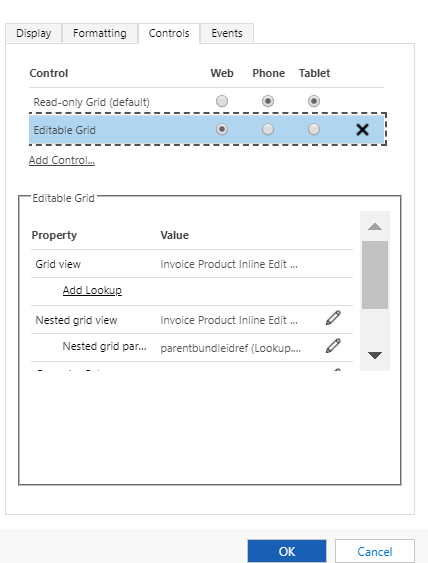 Display Formatting Controls Events
Control Web Phone Tablet
Read-only Grid (default)
Editable Grid
Add Control...
Editable Grid
Property Value
Grid view Invoice Product Inline Edit ...
Add Lookup
Nested grid view Invoice Product Inline Edit ...
Nested grid par... parentbundleidref (Lookup....
OK Cancel